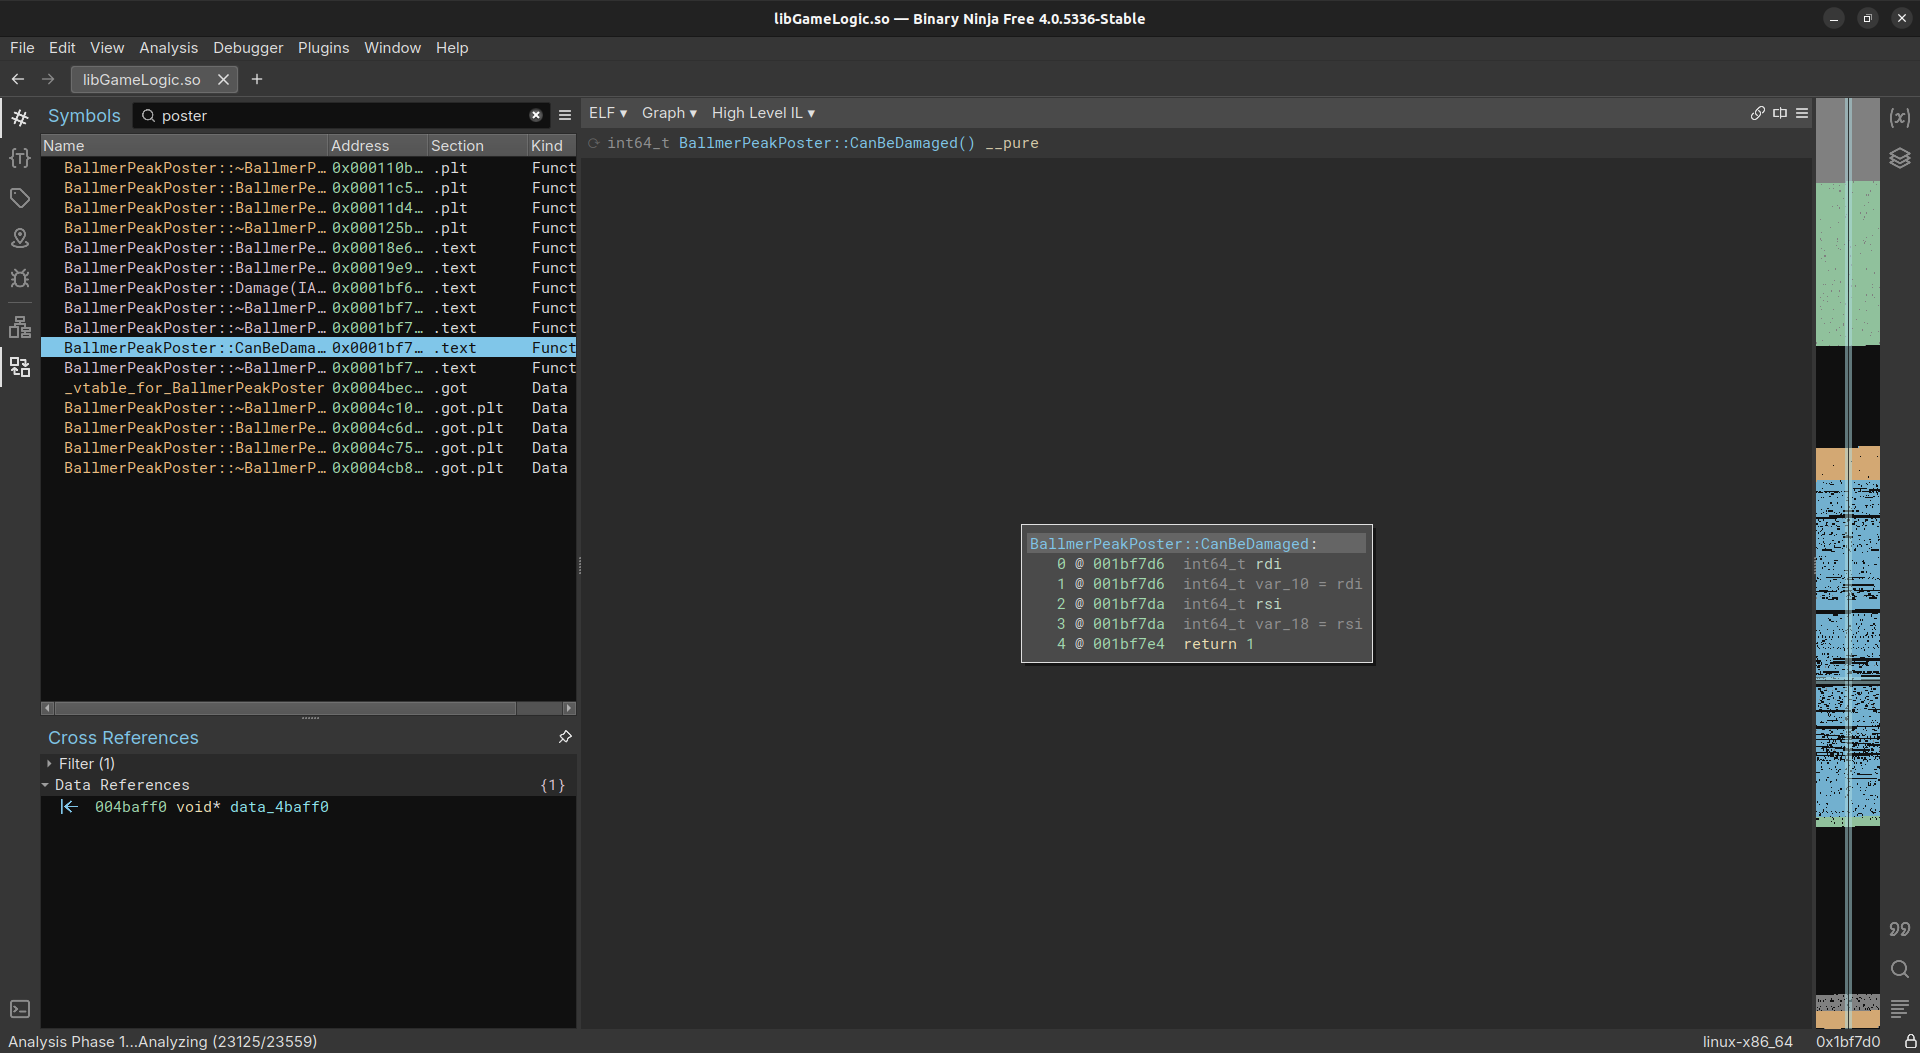 libGameLogic.so — Binary Ninja Free 4.0.5336-Stable
File Edit View Analysis Debugger Plugins Window Help
libGameLogic.so
Symbols poster
Name Address Section Kind
BallmerPeakPoster::~BallmerP… 0x000110b… .plt Funct
BallmerPeakPoster::BallmerPe… 0x00011c5… .plt Funct
BallmerPeakPoster::BallmerPe… 0x00011d4… .plt Funct
BallmerPeakPoster::~BallmerP… 0x000125b… .plt Funct
BallmerPeakPoster::BallmerPe… 0x00018e6… .text Funct
BallmerPeakPoster::BallmerPe… 0x00019e9… .text Funct
BallmerPeakPoster::Damage(IA… 0x0001bf6… .text Funct
BallmerPeakPoster::~BallmerP… 0x0001bf7… .text Funct
BallmerPeakPoster::~BallmerP… 0x0001bf7… .text Funct
BallmerPeakPoster::CanBeDama… 0x0001bf7… .text Funct
BallmerPeakPoster::~BallmerP… 0x0001bf7… .text Funct
_vtable_for_BallmerPeakPoster 0x0004bec… .got Data
BallmerPeakPoster::~BallmerP… 0x0004c10… .got.plt Data
BallmerPeakPoster::BallmerPe… 0x0004c6d… .got.plt Data
BallmerPeakPoster::BallmerPe… 0x0004c75… .got.plt Data
BallmerPeakPoster::~BallmerP… 0x0004cb8… .got.plt Data
Cross References
Filter (1)
Data References {1}
004baff0 void* data_4baff0
ELF ▾ Graph ▾ High Level IL ▾
int64_t BallmerPeakPoster::CanBeDamaged() __pure
BallmerPeakPoster::CanBeDamaged:
0 @ 001bf7d6 int64_t rdi
1 @ 001bf7d6 int64_t var_10 = rdi
2 @ 001bf7da int64_t rsi
3 @ 001bf7da int64_t var_18 = rsi
4 @ 001bf7e4 return 1
Analysis Phase 1...Analyzing (23125/23559)
linux-x86_64 0x1bf7d0